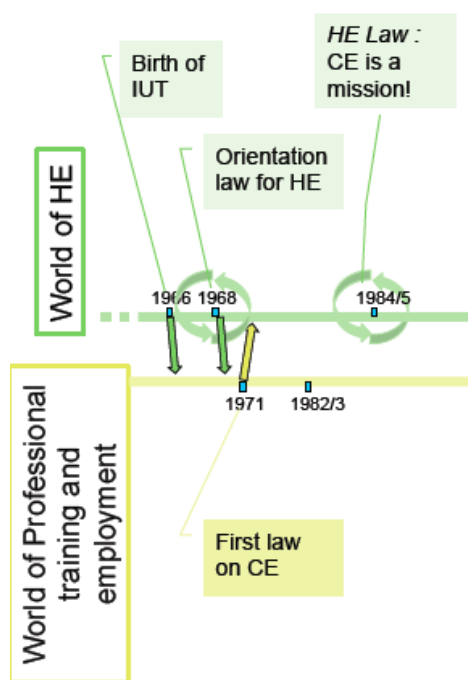 HE Law :
CE is a
mission!
Birth of
IUT
Orientation
law for HE
World of HE
1966
1968
1984/5
1971
1982/3
World of Professional
training and
employment
First law
on CE